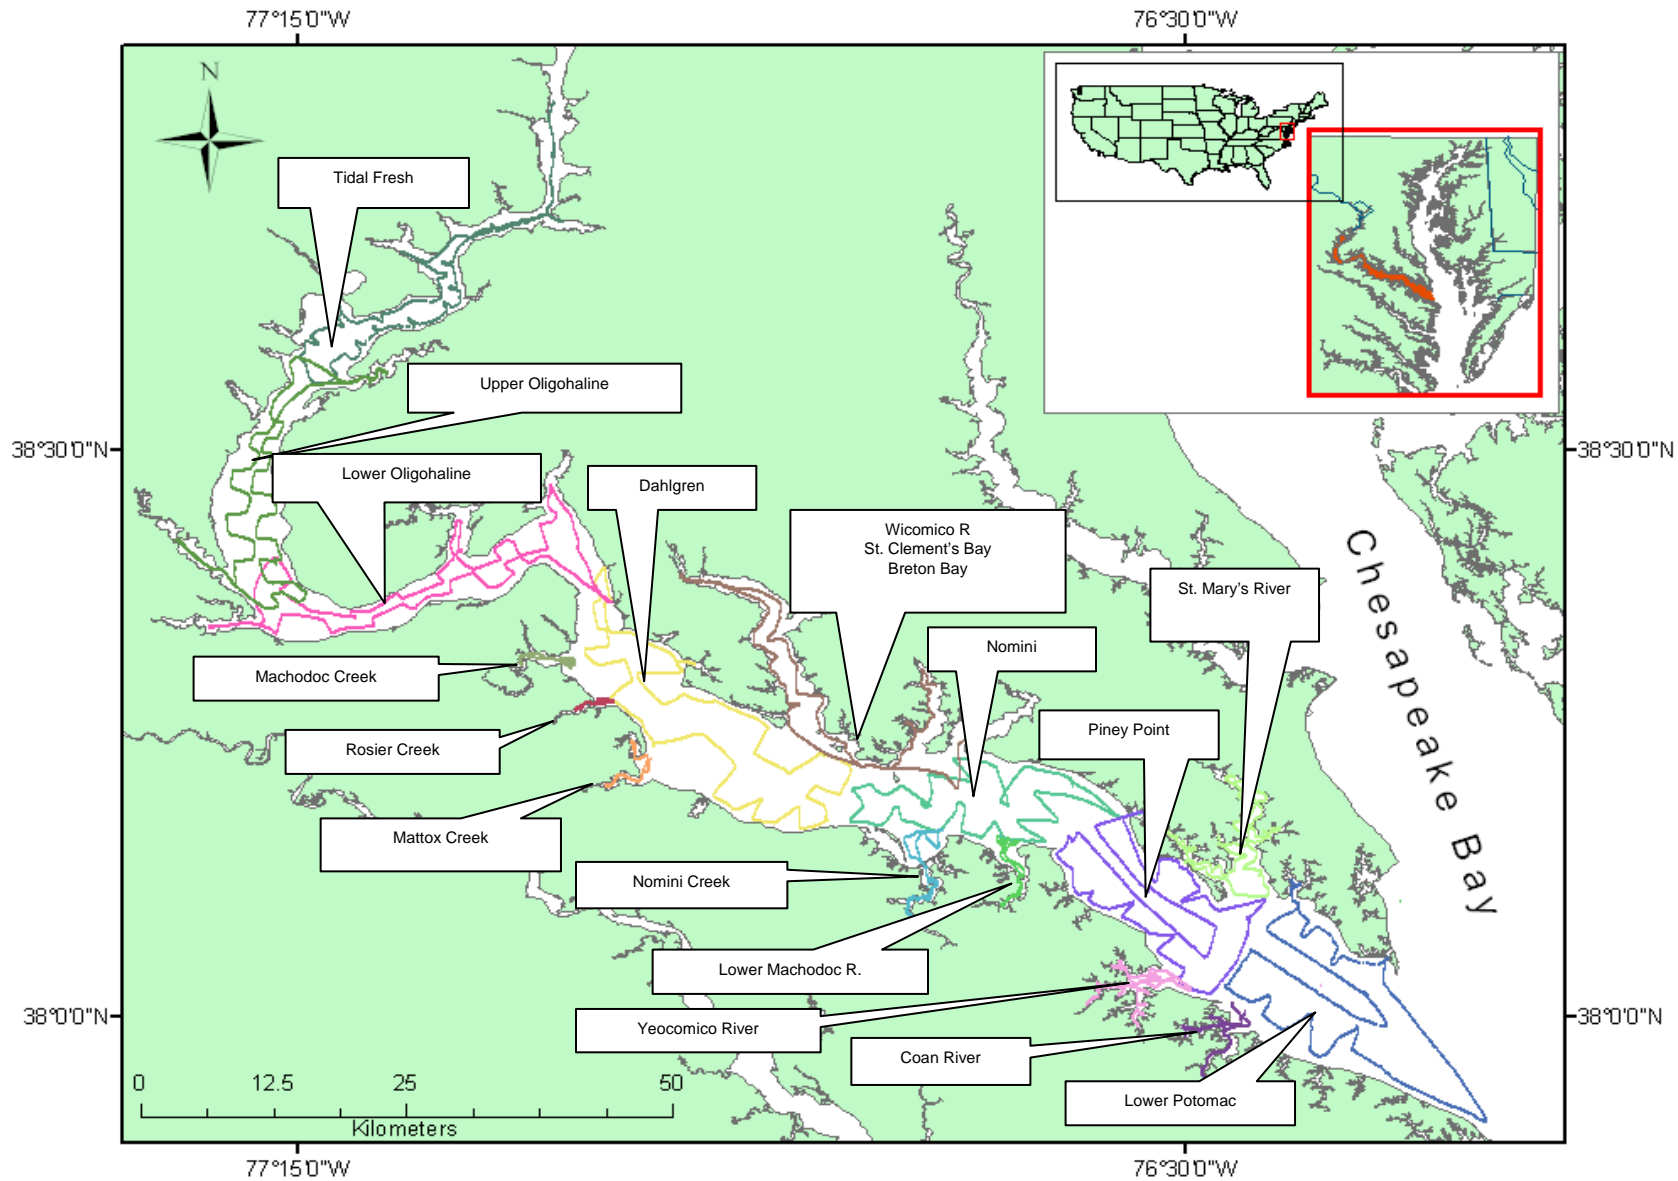 77°15'0"W
76°30'0"W
N
Tidal Fresh
Upper Oligohaline
38°30'0"N
38°30'0"N
Lower Oligohaline
Dahlgren
Wicomico R
St. Clement's Bay
Breton Bay
St. Mary's River
Nomini
Chesapeake Bay
Machodoc Creek
Piney Point
Rosier Creek
Mattox Creek
Nomini Creek
Lower Machodoc R.
38°0'0"N
38°0'0"N
Yeocomico River
Coan River
0 12.5 25 50
Lower Potomac
Kilometers
77°15'0"W
76°30'0"W